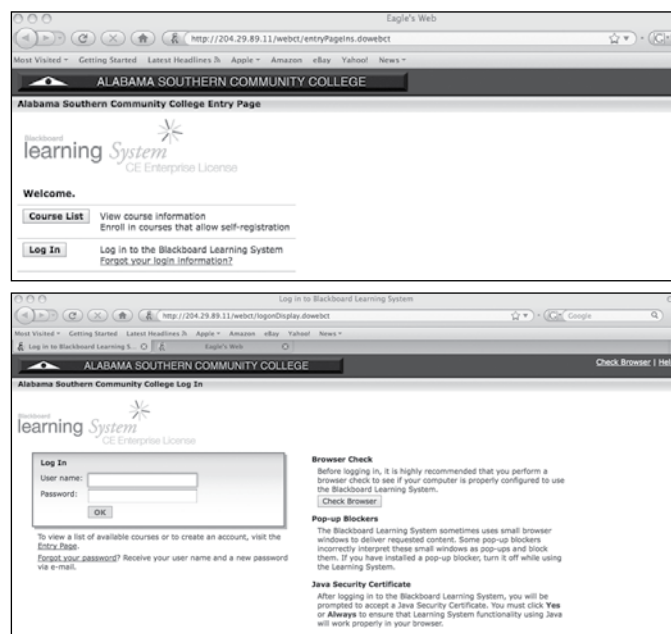 Eagle's Web
http://204.29.89.11/webct/entryPageIns.dowebct
Most Visited Getting Started Latest Headlines Apple Amazon eBay Yahoo! News
ALABAMA SOUTHERN COMMUNITY COLLEGE
Alabama Southern Community College Entry Page
Blackboard
learning System
CE Enterprise License
Welcome.
Course List View course information
Enroll in courses that allow self-registration
Log In Log in to the Blackboard Learning System
Forgot your login information?
Log in to Blackboard Learning System
http://204.29.89.11/webct/logonDisplay.dowebct Google
Most Visited Getting Started Latest Headlines Apple Amazon eBay Yahoo! News
Log in to Blackboard Learning S... Eagle's Web
ALABAMA SOUTHERN COMMUNITY COLLEGE Check Browser | Hel
Alabama Southern Community College Log In
Blackboard
learning System
CE Enterprise License
Log In
User name:
Password:
OK
To view a list of available courses or to create an account, visit the
Entry Page.
Forgot your password? Receive your user name and a new password
via e-mail.
Browser Check
Before logging in, it is highly recommended that you perform a
browser check to see if your computer is properly configured to use
the Blackboard Learning System.
Check Browser
Pop-up Blockers
The Blackboard Learning System sometimes uses small browser
windows to deliver requested content. Some pop-up blockers
incorrectly interpret these small windows as pop-ups and block
them. If you have installed a pop-up blocker, turn it off while using
the Learning System.
Java Security Certificate
After logging in to the Blackboard Learning System, you will be
prompted to accept a Java Security Certificate. You must click Yes
or Always to ensure that Learning System functionality using Java
will work properly in your browser.